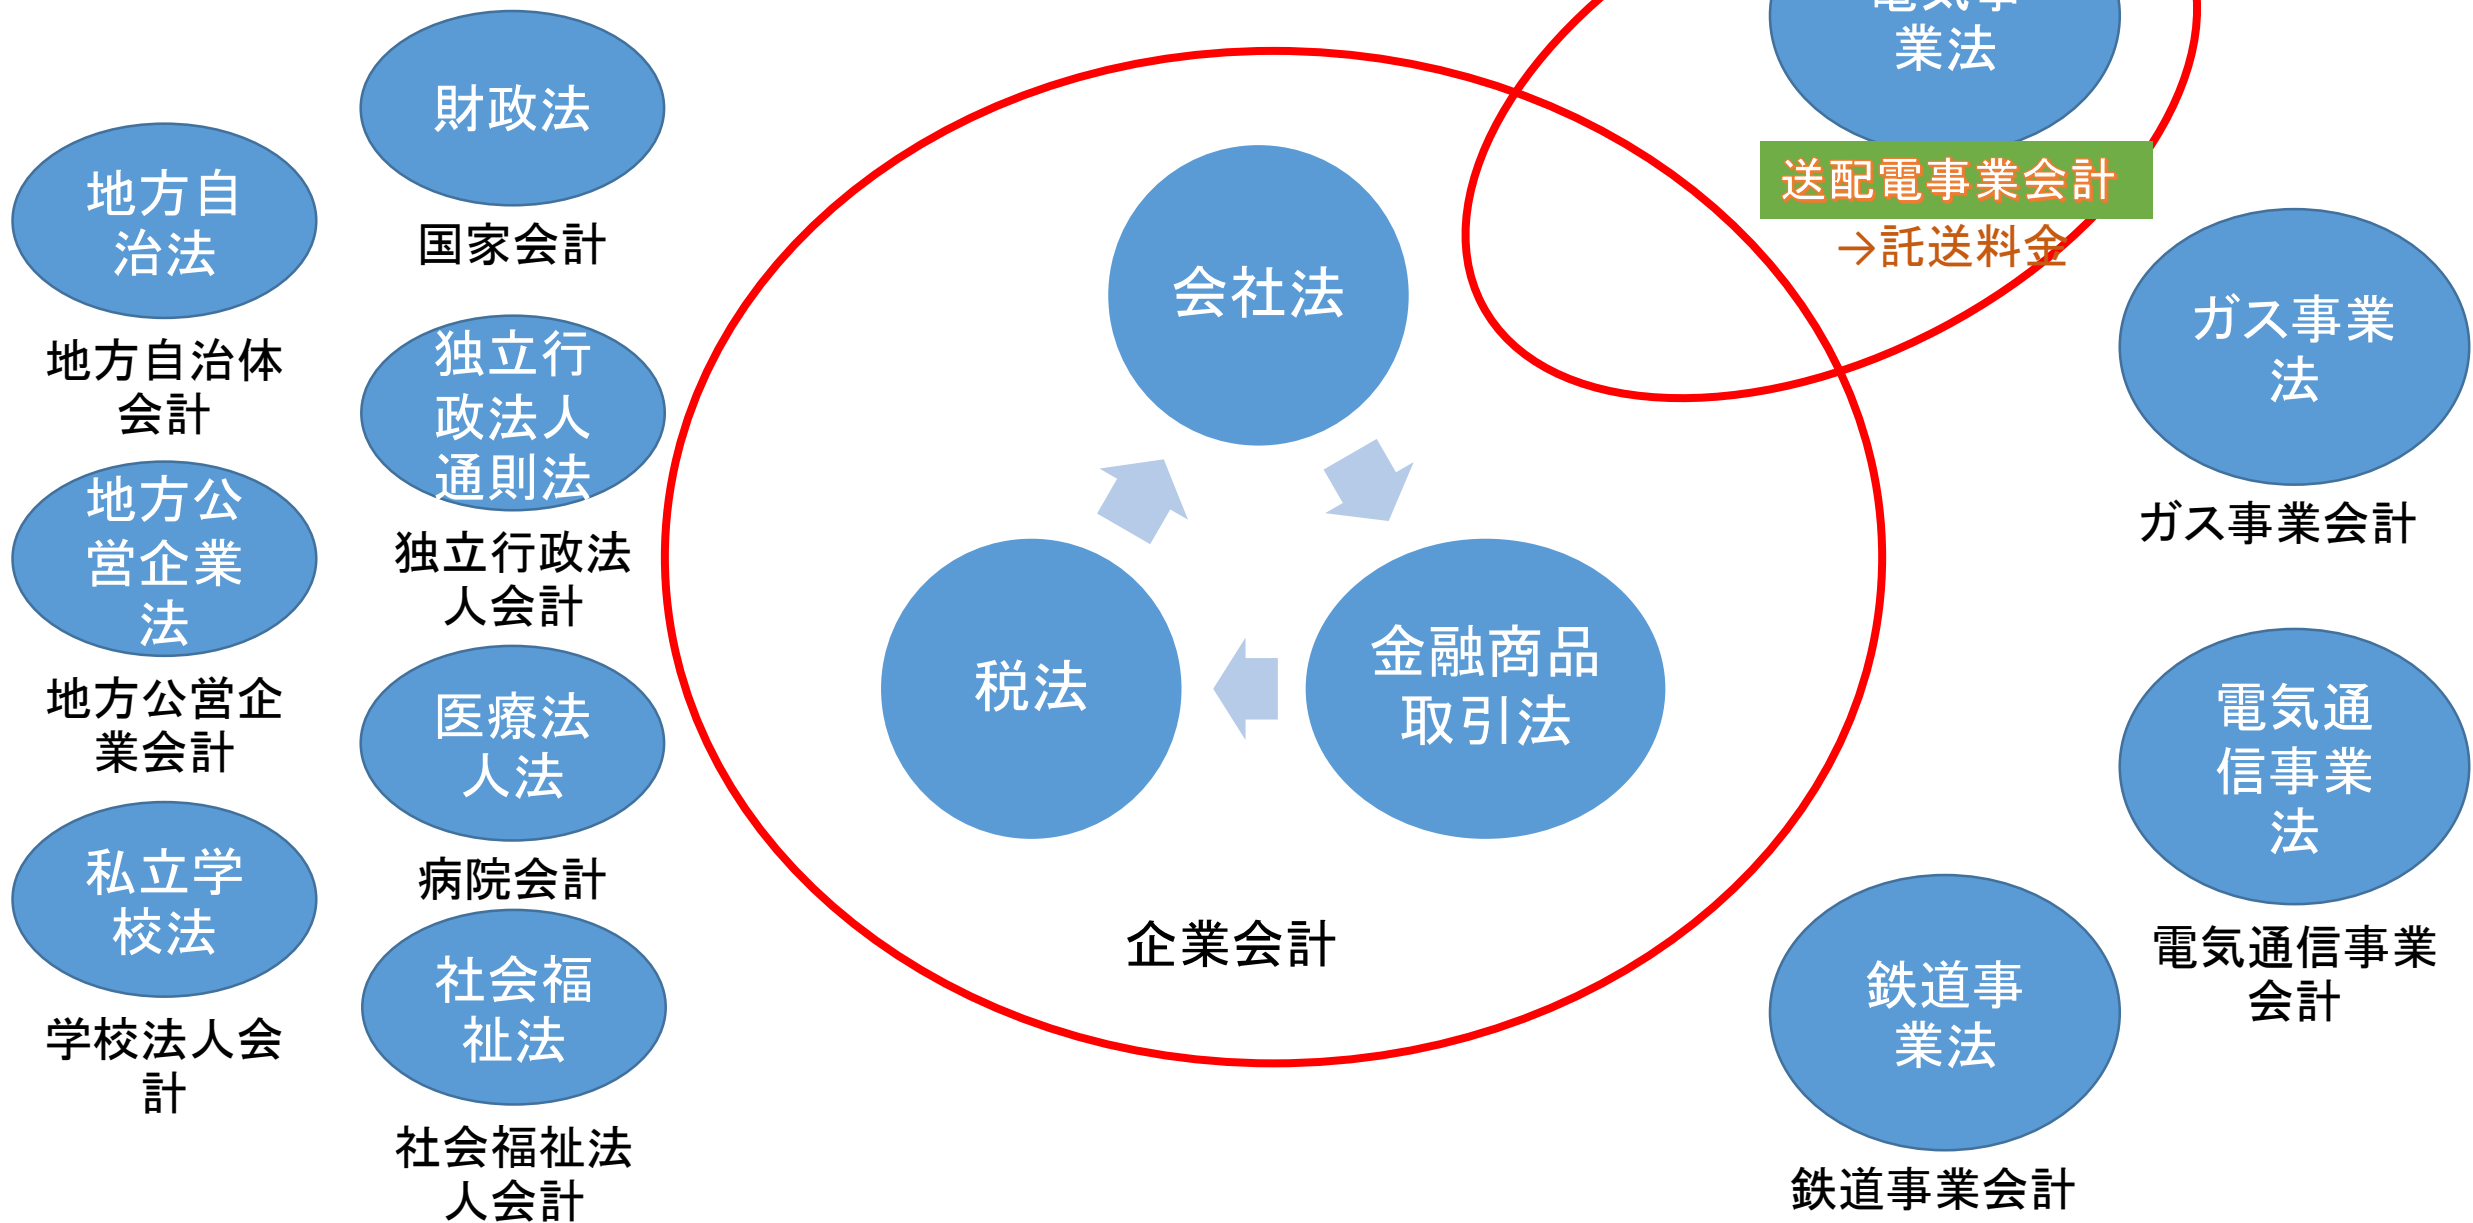 財政法
国家会計
地方自
治法
地方自治体
会計
独立行
政法人
通則法
独立行政法
人会計
地方公
営企業
法
地方公営企
業会計
医療法
人法
病院会計
私立学
校法
学校法人会
計
社会福
祉法
社会福祉法
人会計
会社法
税法
金融商品
取引法
企業会計
電気事
業法
送配電事業会計
→託送料金
ガス事業
法
ガス事業会計
電気通
信事業
法
電気通信事業
会計
鉄道事
業法
鉄道事業会計